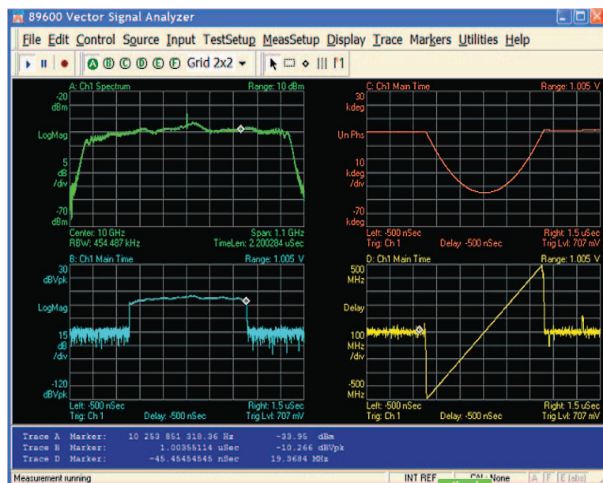 89600 Vector Signal Analyzer
File Edit Control Source Input TestSetup MeasSetup Display Trace Markers Utilities Help
A B C D E F Grid 2x2
A: Ch1 Spectrum Range: 10 dBm
-20 dBm
LogMag
5 dB /div
-70 dBm
Center: 10 GHz Span: 1.1 GHz
RBW: 454.487 kHz TimeLen: 2.200284 uSec
C: Ch1 Main Time Range: 1.005 V
30 kdeg
Un Phs
10 kdeg /div
-70 kdeg
Left: -500 nSec Right: 1.5 uSec
Trig: Ch 1 Delay: -500 nSec Trig Lvl: 707 mV
B: Ch1 Main Time Range: 1.005 V
30 dBVpk
LogMag
15 dB /div
-120 dBVpk
Left: -500 nSec Right: 1.5 uSec
Trig: Ch 1 Delay: -500 nSec Trig Lvl: 707 mV
D: Ch1 Main Time Range: 1.005 V
500 MHz
Delay
100 MHz /div
-500 MHz
Left: -500 nSec Right: 1.5 uSec
Trig: Ch 1 Delay: -500 nSec Trig Lvl: 707 mV
Trace A Marker: 10 253 851 318.36 Hz -33.95 dBm
Trace B Marker: 1.00355114 uSec -10.266 dBVpk
Trace D Marker: -45.45454545 nSec 19.3684 MHz
Measurement running INT REF CAL: None A F E (abs)